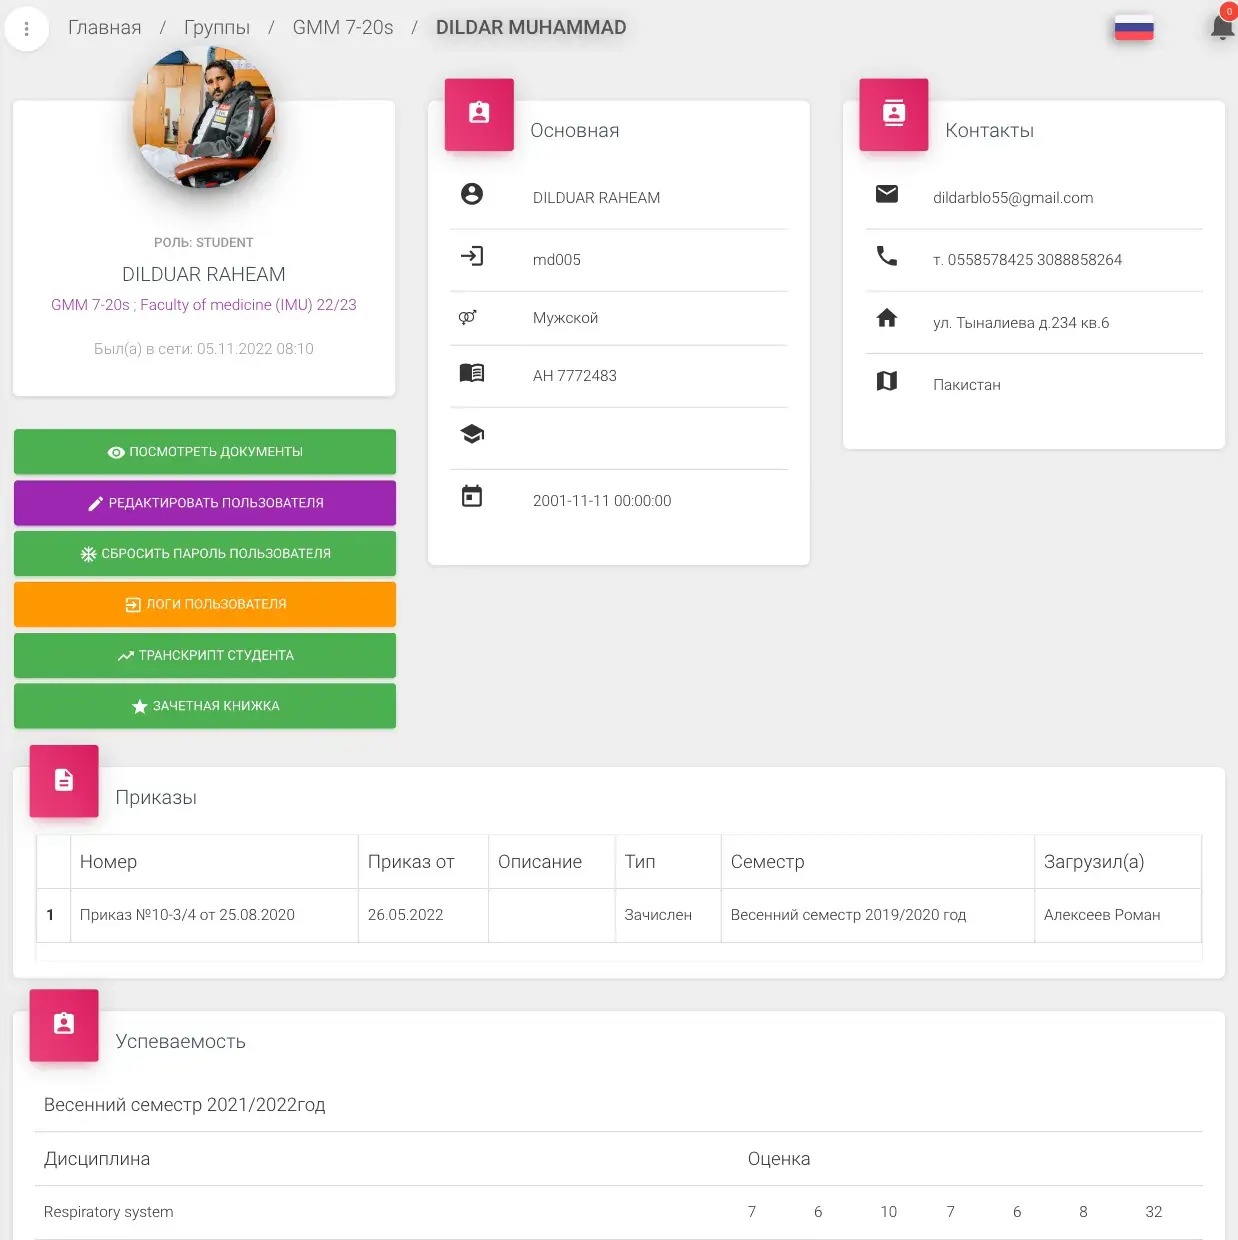 Главная / Группы / GMM 7-20s / DILDAR MUHAMMAD
0
РОЛЬ: STUDENT
DILDUAR RAHEAM
GMM 7-20s ; Faculty of medicine (IMU) 22/23
Был(а) в сети: 05.11.2022 08:10
ПОСМОТРЕТЬ ДОКУМЕНТЫ
РЕДАКТИРОВАТЬ ПОЛЬЗОВАТЕЛЯ
СБРОСИТЬ ПАРОЛЬ ПОЛЬЗОВАТЕЛЯ
ЛОГИ ПОЛЬЗОВАТЕЛЯ
ТРАНСКРИПТ СТУДЕНТА
ЗАЧЕТНАЯ КНИЖКА
Основная
DILDUAR RAHEAM
md005
Мужской
АН 7772483
2001-11-11 00:00:00
Контакты
dildarblo55@gmail.com
т. 0558578425 3088858264
ул. Тыналиева д.234 кв.6
Пакистан
Приказы
Номер Приказ от Описание Тип Семестр Загрузил(а)
1 Приказ №10-3/4 от 25.08.2020 26.05.2022 Зачислен Весенний семестр 2019/2020 год Алексеев Роман
Успеваемость
Весенний семестр 2021/2022год
Дисциплина Оценка
Respiratory system 7 6 10 7 6 8 32